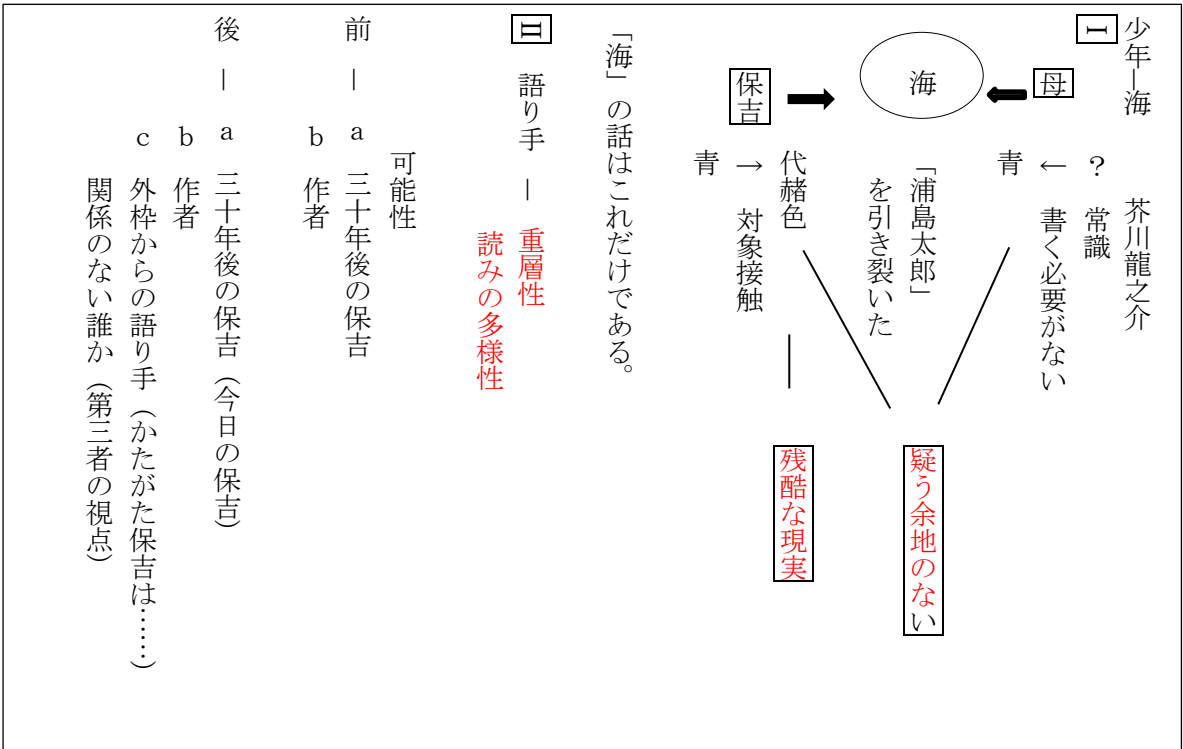 少年―海　　芥川龍之介
Ⅰ
？　常識
母
←　書く必要がない
青
海
「浦島太郎」
を引き裂いた
疑う余地のない
保吉
代赭色
→　対象接触
青
残酷な現実
「海」の話はこれだけである。
Ⅱ　語り手　―　重層性
読みの多様性
可能性
前　―　a　三十年後の保吉
b　作者
後　―　a　三十年後の保吉（今日の保吉）
b　作者
c　外枠からの語り手（かたがた保吉は……）
関係のない誰か（第三者の視点）